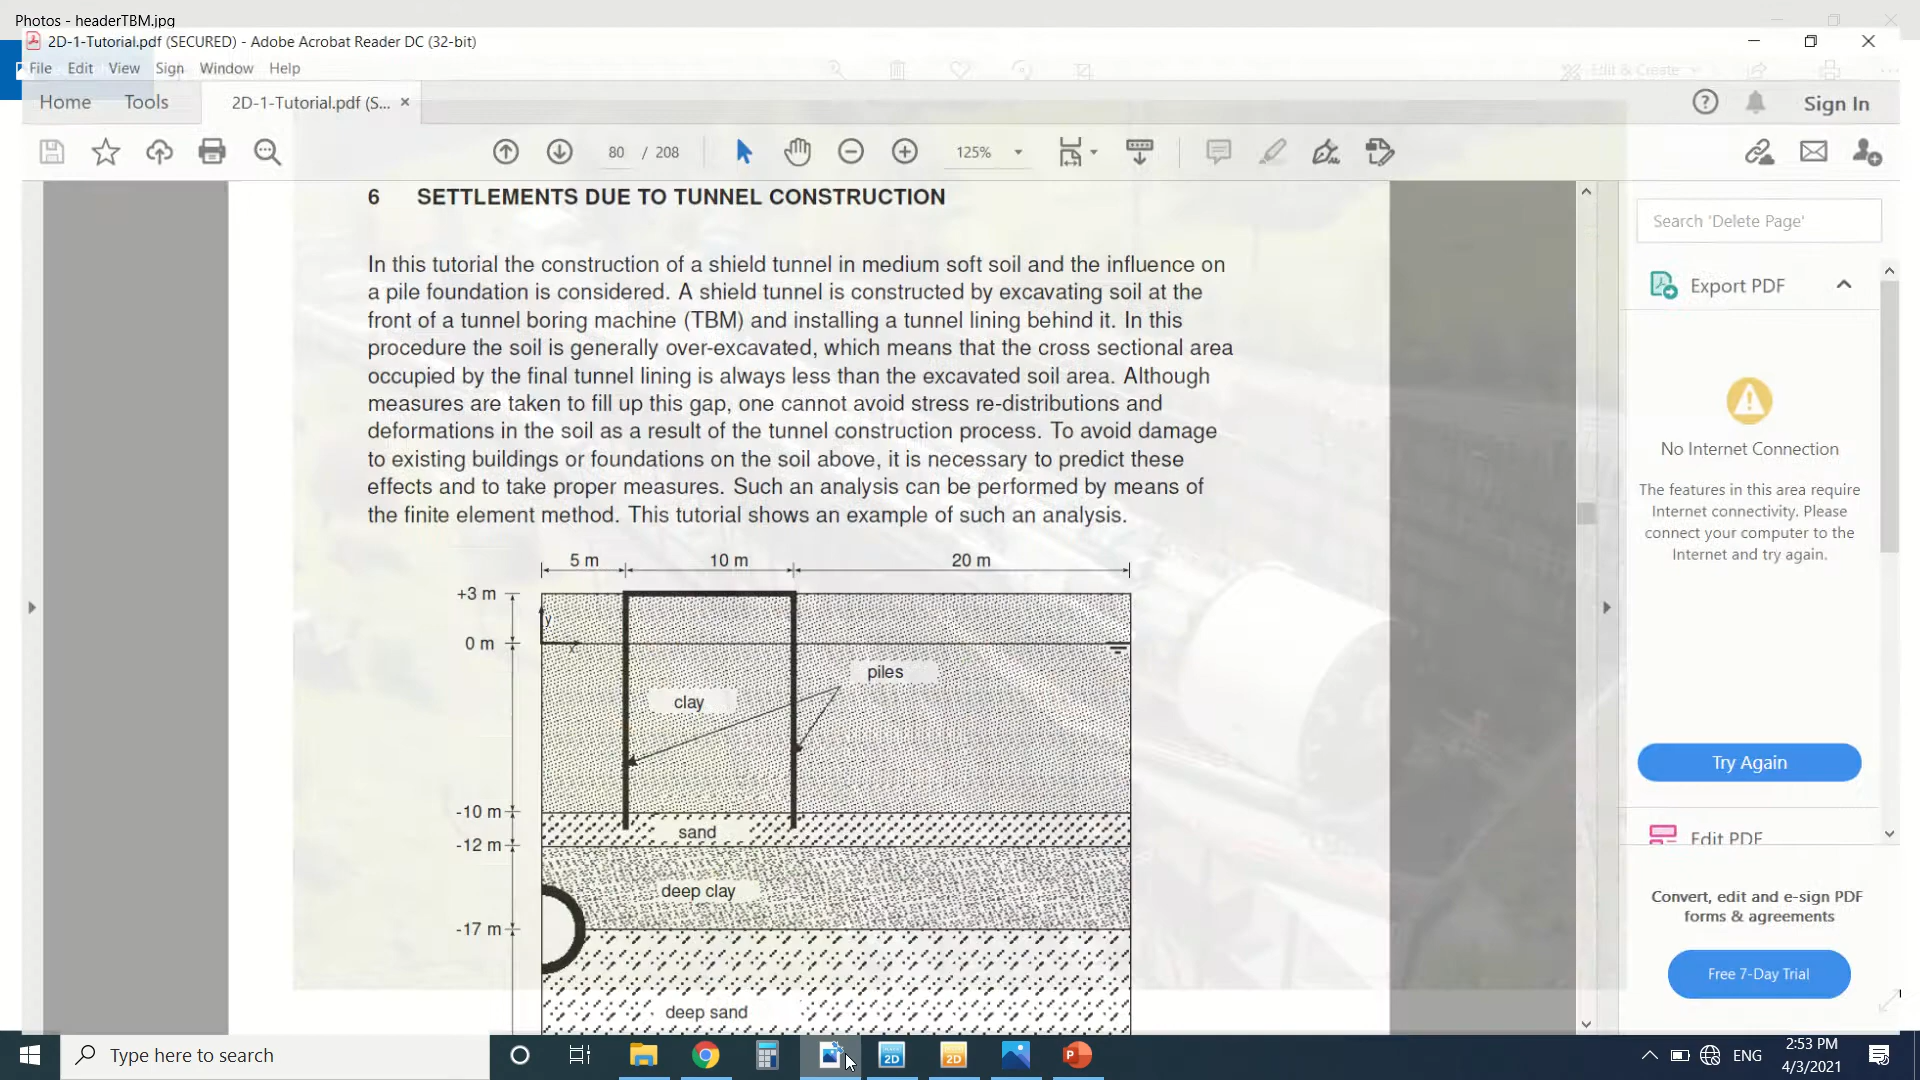 Photos - headerTBM.jpg
2D-1-Tutorial.pdf (SECURED) - Adobe Acrobat Reader DC (32-bit)
File Edit View Sign Window Help
Edit & Create
Home Tools 2D-1-Tutorial.pdf (S... Sign In
80 / 208 125%
6 SETTLEMENTS DUE TO TUNNEL CONSTRUCTION
In this tutorial the construction of a shield tunnel in medium soft soil and the influence on
a pile foundation is considered. A shield tunnel is constructed by excavating soil at the
front of a tunnel boring machine (TBM) and installing a tunnel lining behind it. In this
procedure the soil is generally over-excavated, which means that the cross sectional area
occupied by the final tunnel lining is always less than the excavated soil area. Although
measures are taken to fill up this gap, one cannot avoid stress re-distributions and
deformations in the soil as a result of the tunnel construction process. To avoid damage
to existing buildings or foundations on the soil above, it is necessary to predict these
effects and to take proper measures. Such an analysis can be performed by means of
the finite element method. This tutorial shows an example of such an analysis.
5 m 10 m 20 m
+3 m
y
0 m
x
piles
clay
-10 m
sand
-12 m
deep clay
-17 m
deep sand
Search 'Delete Page'
Export PDF
No Internet Connection
The features in this area require
Internet connectivity. Please
connect your computer to the
Internet and try again.
Try Again
Edit PDF
Convert, edit and e-sign PDF
forms & agreements
Free 7-Day Trial
Type here to search
2D
2D
P
ENG
2:53 PM
4/3/2021